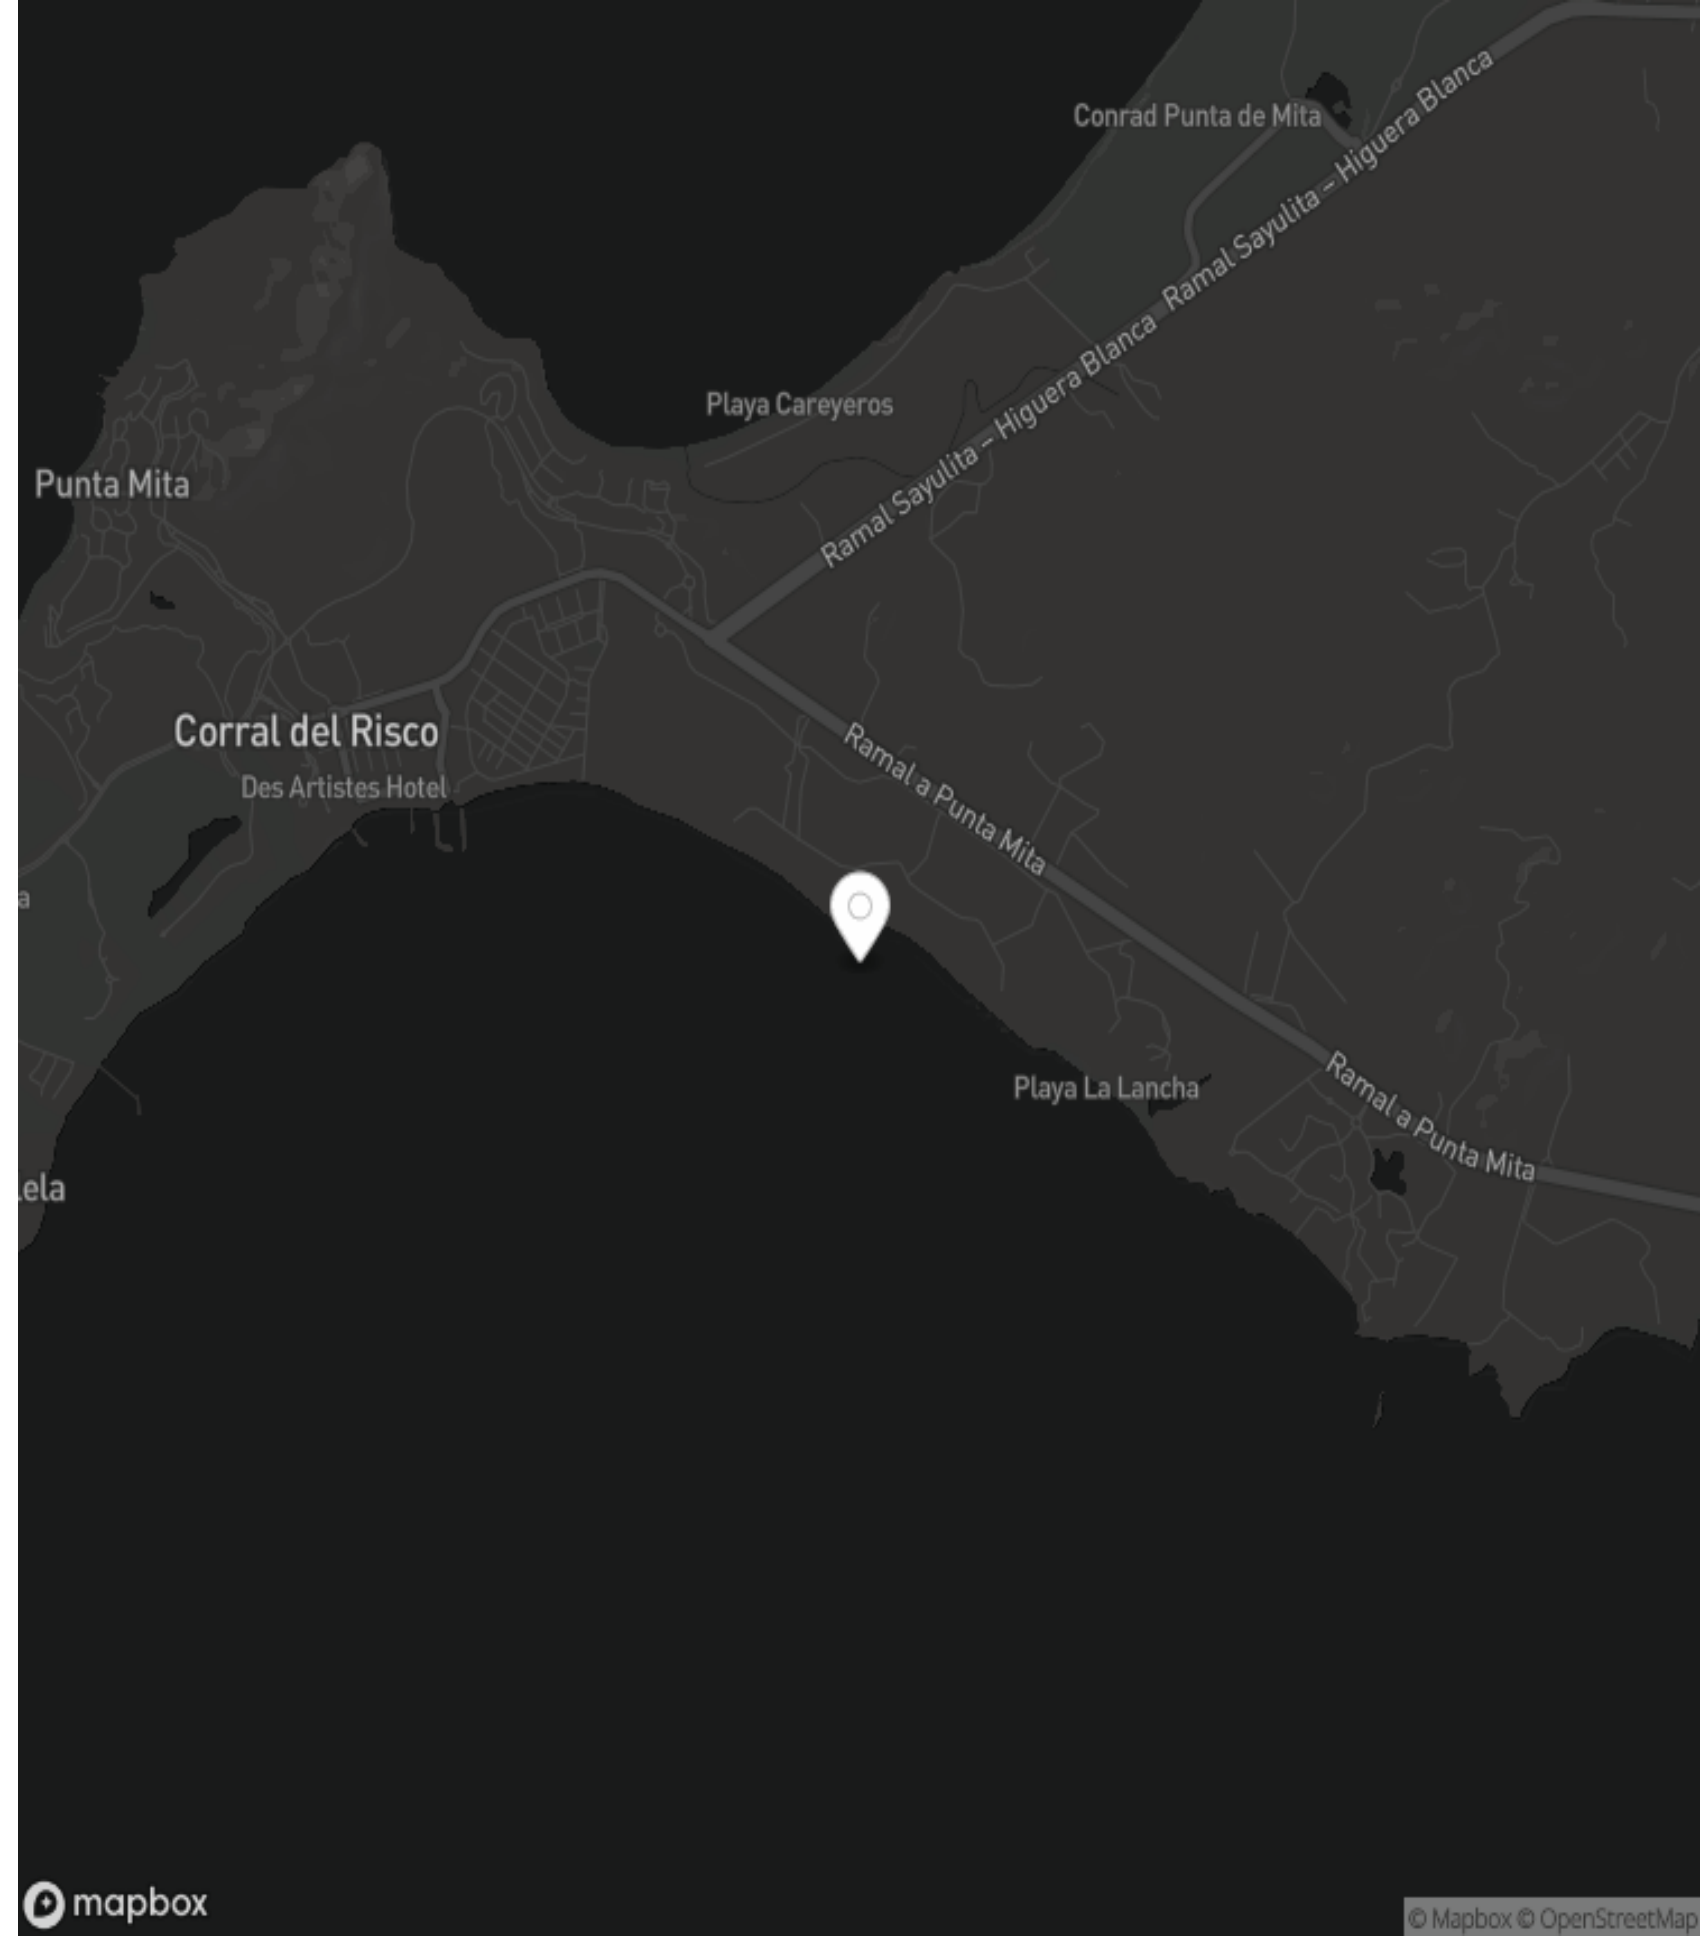 Conrad Punta de Mita
Ramal Sayulita – Higuera Blanca
Ramal Sayulita – Higuera Blanca
Playa Careyeros
Punta Mita
Corral del Risco
Des Artistes Hotel
Ramal a Punta Mita
a
Playa La Lancha
Ramal a Punta Mita
lela
mapbox
© Mapbox © OpenStreetMap